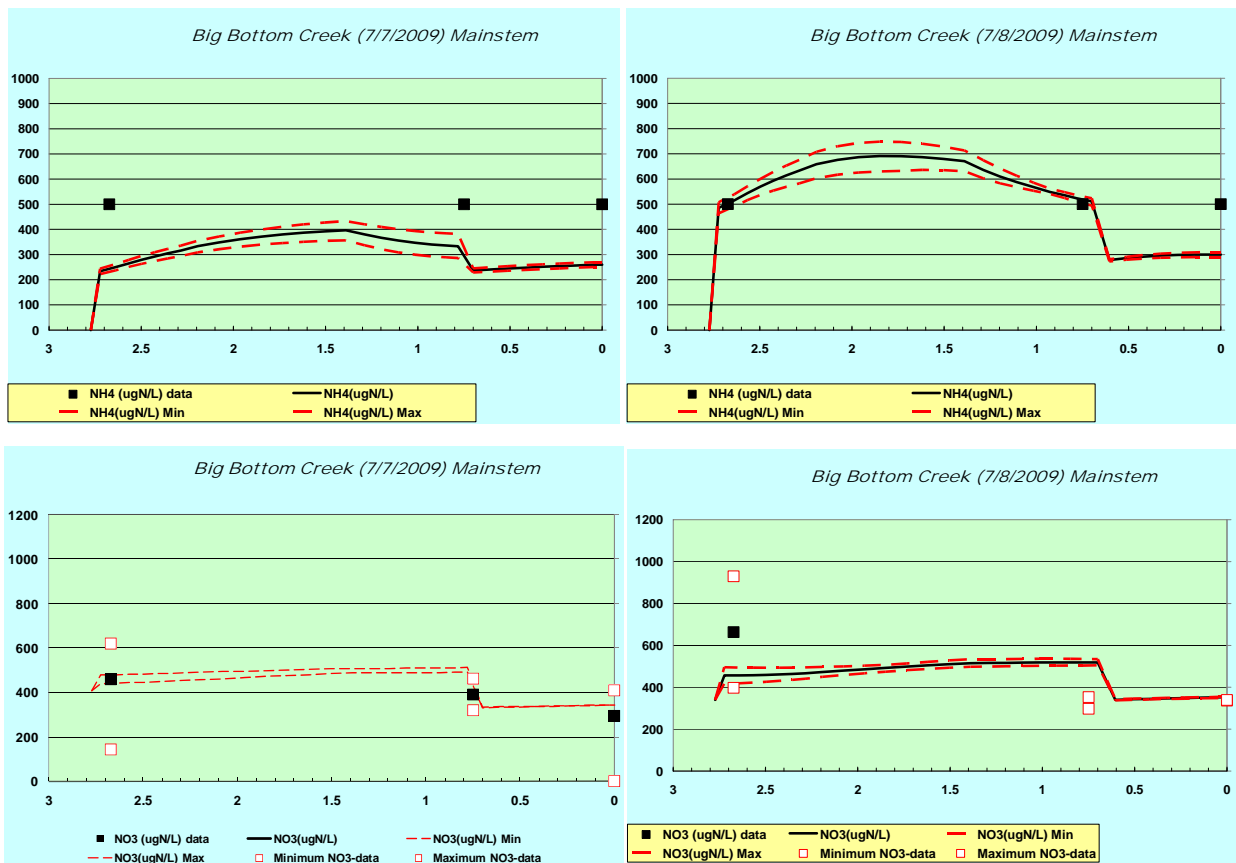 Big Bottom Creek (7/7/2009) Mainstem
1000
900
800
700
600
500
400
300
200
100
0
3 2.5 2 1.5 1 0.5 0
NH4 (ugN/L) data NH4(ugN/L)
NH4(ugN/L) Min NH4(ugN/L) Max
Big Bottom Creek (7/8/2009) Mainstem
1000
900
800
700
600
500
400
300
200
100
0
3 2.5 2 1.5 1 0.5 0
NH4 (ugN/L) data NH4(ugN/L)
NH4(ugN/L) Min NH4(ugN/L) Max
Big Bottom Creek (7/7/2009) Mainstem
1200
1000
800
600
400
200
0
3 2.5 2 1.5 1 0.5 0
NO3 (ugN/L) data NO3(ugN/L) NO3(ugN/L) Min
NO3(ugN/L) Max Minimum NO3-data Maximum NO3-data
Big Bottom Creek (7/8/2009) Mainstem
1200
1000
800
600
400
200
0
3 2.5 2 1.5 1 0.5 0
NO3 (ugN/L) data NO3(ugN/L) NO3(ugN/L) Min
NO3(ugN/L) Max Minimum NO3-data Maximum NO3-data